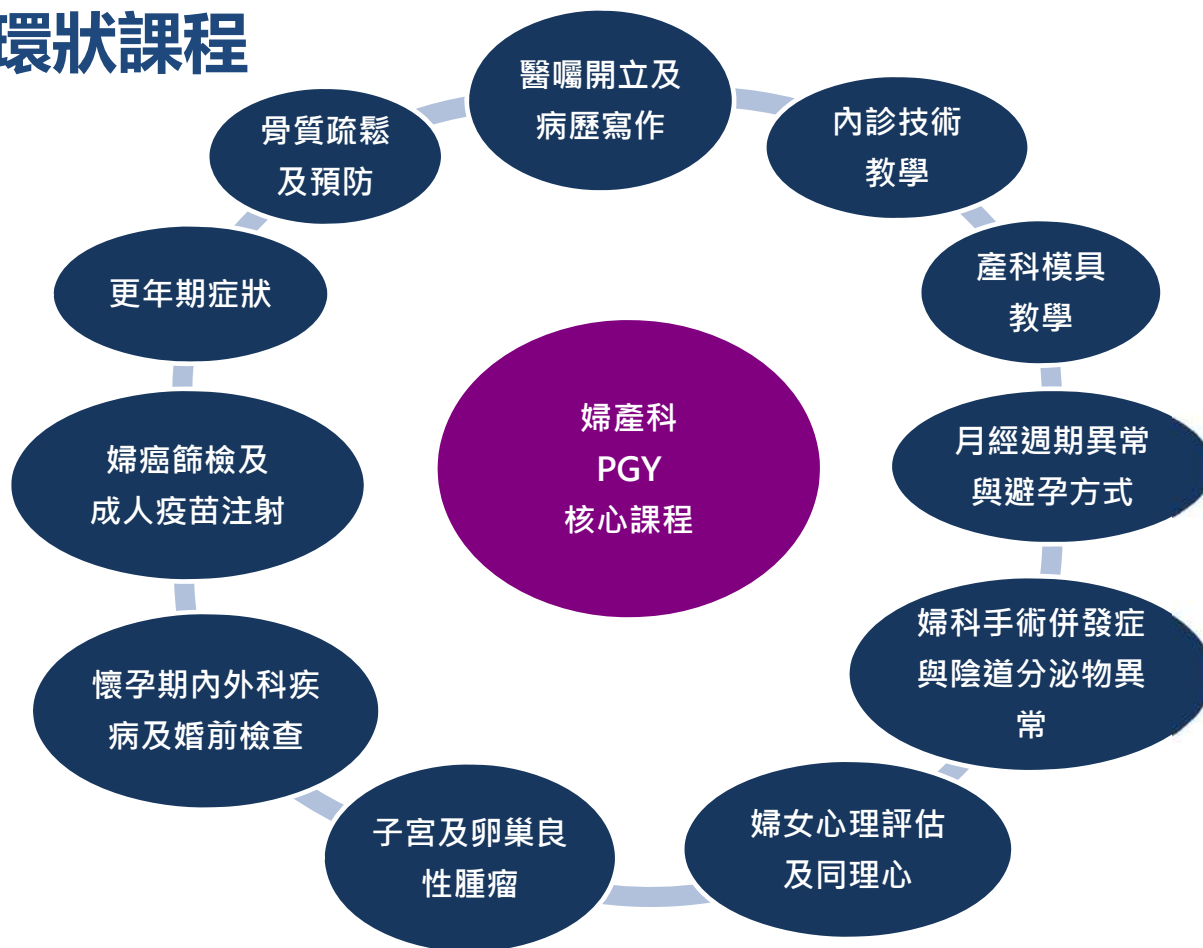 環狀課程
醫囑開立及
病歷寫作
內診技術
教學
產科模具
教學
月經週期異常
與避孕方式
婦科手術併發症
與陰道分泌物異
常
婦女心理評估
及同理心
子宮及卵巢良
性腫瘤
懷孕期內外科疾
病及婚前檢查
婦癌篩檢及
成人疫苗注射
更年期症狀
骨質疏鬆
及預防
婦產科
PGY
核心課程